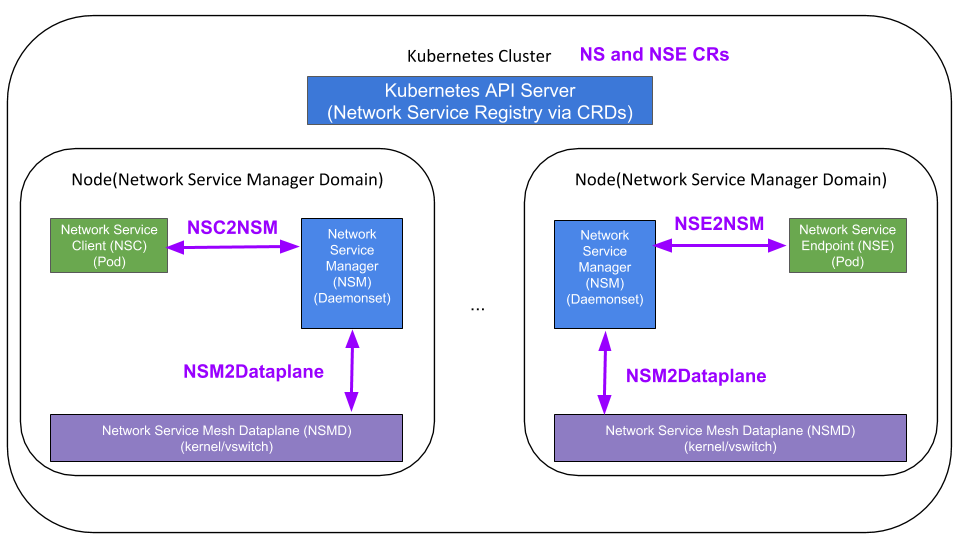 Kubernetes Cluster
NS and NSE CRs
Kubernetes API Server
(Network Service Registry via CRDs)
Node(Network Service Manager Domain)
Network Service
Client (NSC)
(Pod)
NSC2NSM
Network
Service
Manager
(NSM)
(Daemonset)
NSM2Dataplane
Network Service Mesh Dataplane (NSMD)
(kernel/vswitch)
...
Node(Network Service Manager Domain)
Network
Service
Manager
(NSM)
(Daemonset)
NSE2NSM
Network Service
Endpoint (NSE)
(Pod)
NSM2Dataplane
Network Service Mesh Dataplane (NSMD)
(kernel/vswitch)